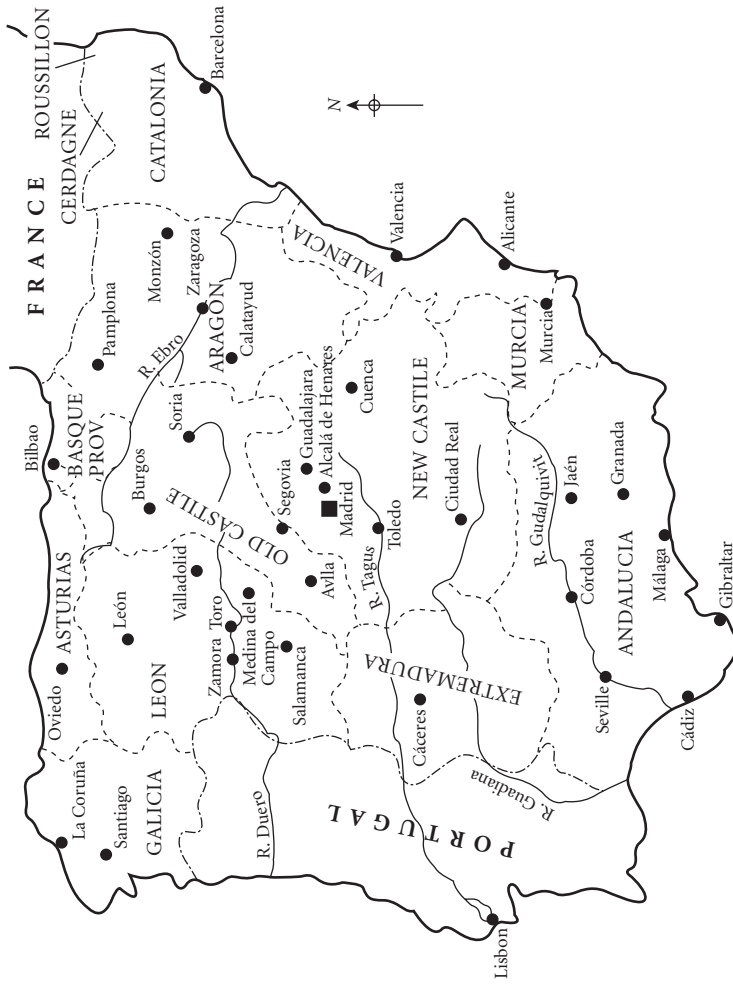 FRANCE
ROUSSILLON
CERDAGNE
CATALONIA
Barcelona
N
Bilbao
BASQUE
PROV.
Pamplona
R. Ebro
Monzón
Zaragoza
ARAGÓN
Calatayud
Soria
Burgos
OLD CASTILE
ASTURIAS
Oviedo
León
LEON
Valladolid
Toro
Zamora
Medina del
Campo
Salamanca
La Coruña
Santiago
GALICIA
R. Duero
Segovia
Avlla
Guadalajara
Alcalá de Henares
Madrid
Cuenca
VALENCIA
Valencia
Alicante
R. Tagus
Toledo
NEW CASTILE
Ciudad Real
EXTREMADURA
Cáceres
PORTUGAL
R. Guadiana
Lisbon
MURCIA
Murcia
R. Gudalquivir
Jaén
Granada
Córdoba
ANDALUCIA
Seville
Málaga
Cádiz
Gibraltar